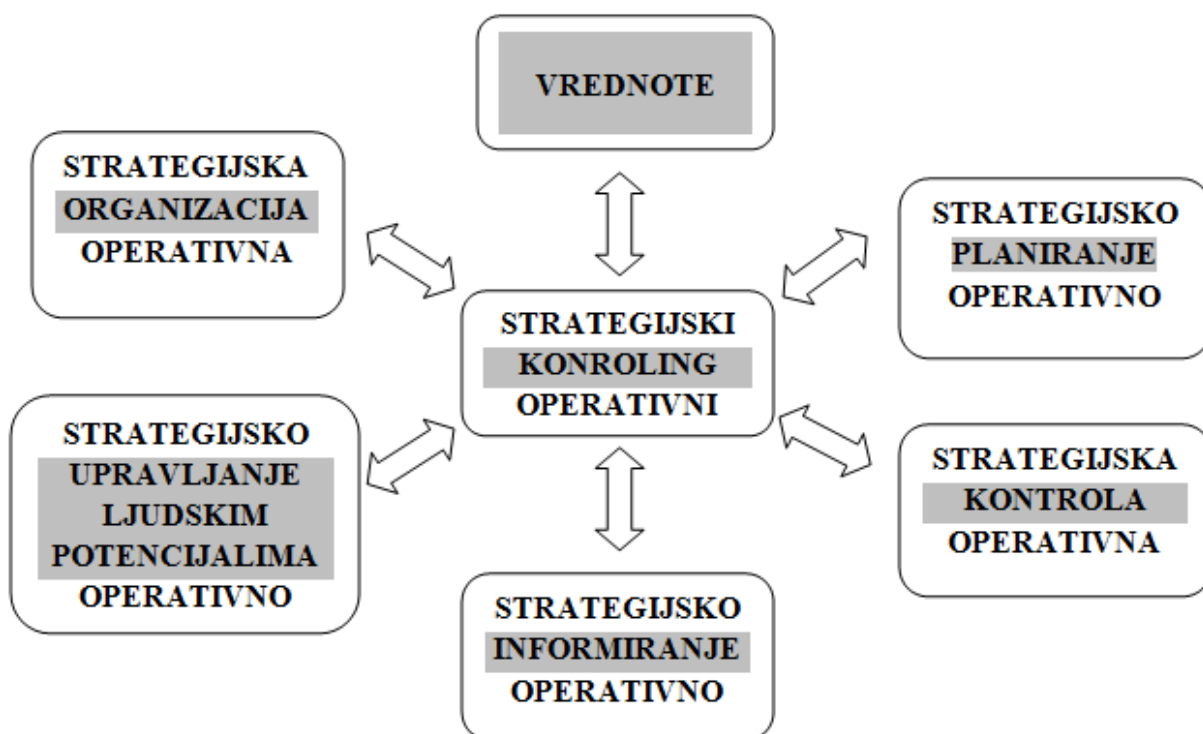 VREDNOTE
STRATEGIJSKA
ORGANIZACIJA
OPERATIVNA
STRATEGIJSKO
PLANIRANJE
OPERATIVNO
STRATEGIJSKI
KONROLING
OPERATIVNI
STRATEGIJSKO
UPRAVLJANJE
LJUDSKIM
POTENCIJALIMA
OPERATIVNO
STRATEGIJSKA
KONTROLA
OPERATIVNA
STRATEGIJSKO
INFORMIRANJE
OPERATIVNO